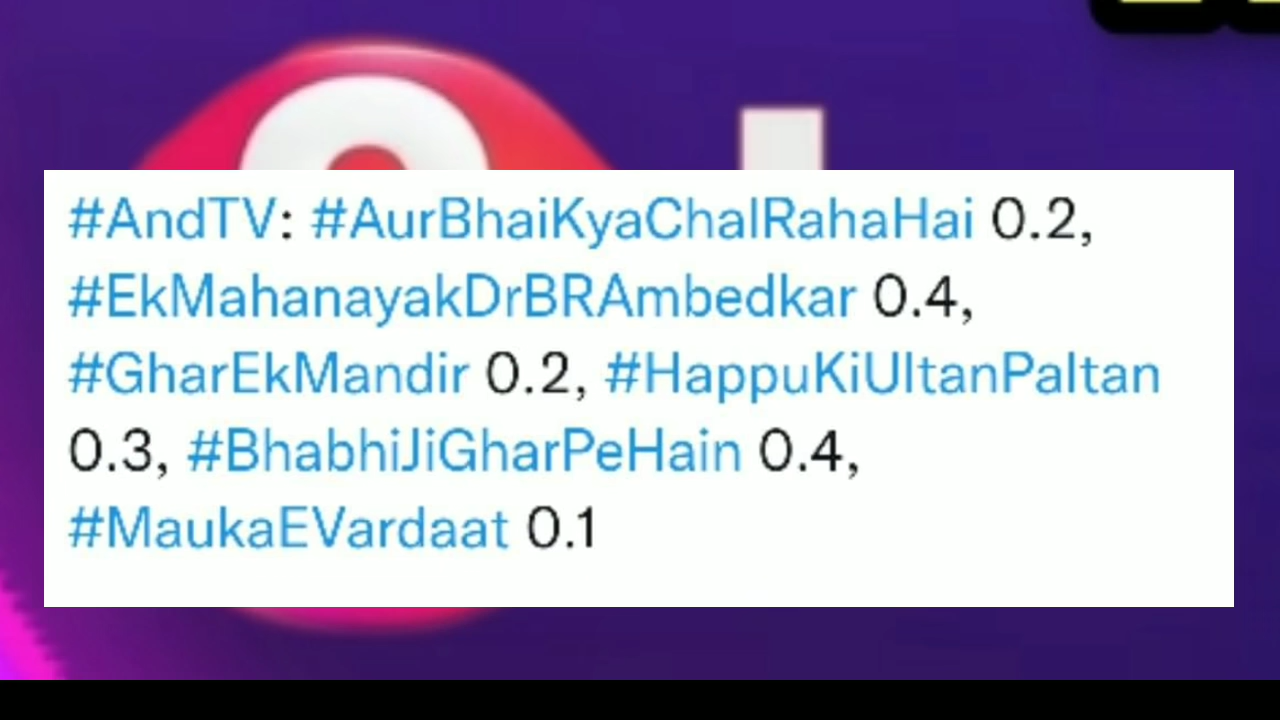 #AndTV: #AurBhaiKyaChalRahaHai 0.2,
#EkMahanayakDrBRAmbedkar 0.4,
#GharEkMandir 0.2, #HappuKiUltanPaltan
0.3, #BhabhiJiGharPeHain 0.4,
#MaukaEVardaat 0.1